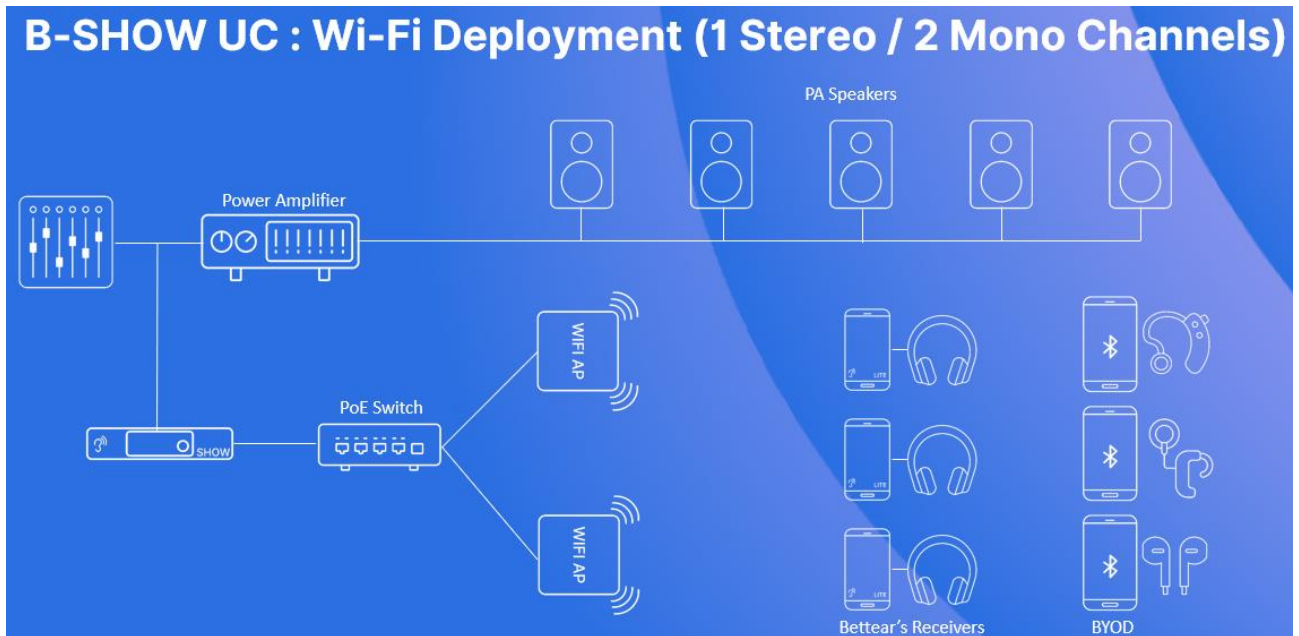 B-SHOW UC : Wi-Fi Deployment (1 Stereo / 2 Mono Channels)
PA Speakers
Power Amplifier
WIFI AP
PoE Switch
SHOW
WIFI AP
LITE
LITE
LITE
Bettear's Receivers
BYOD